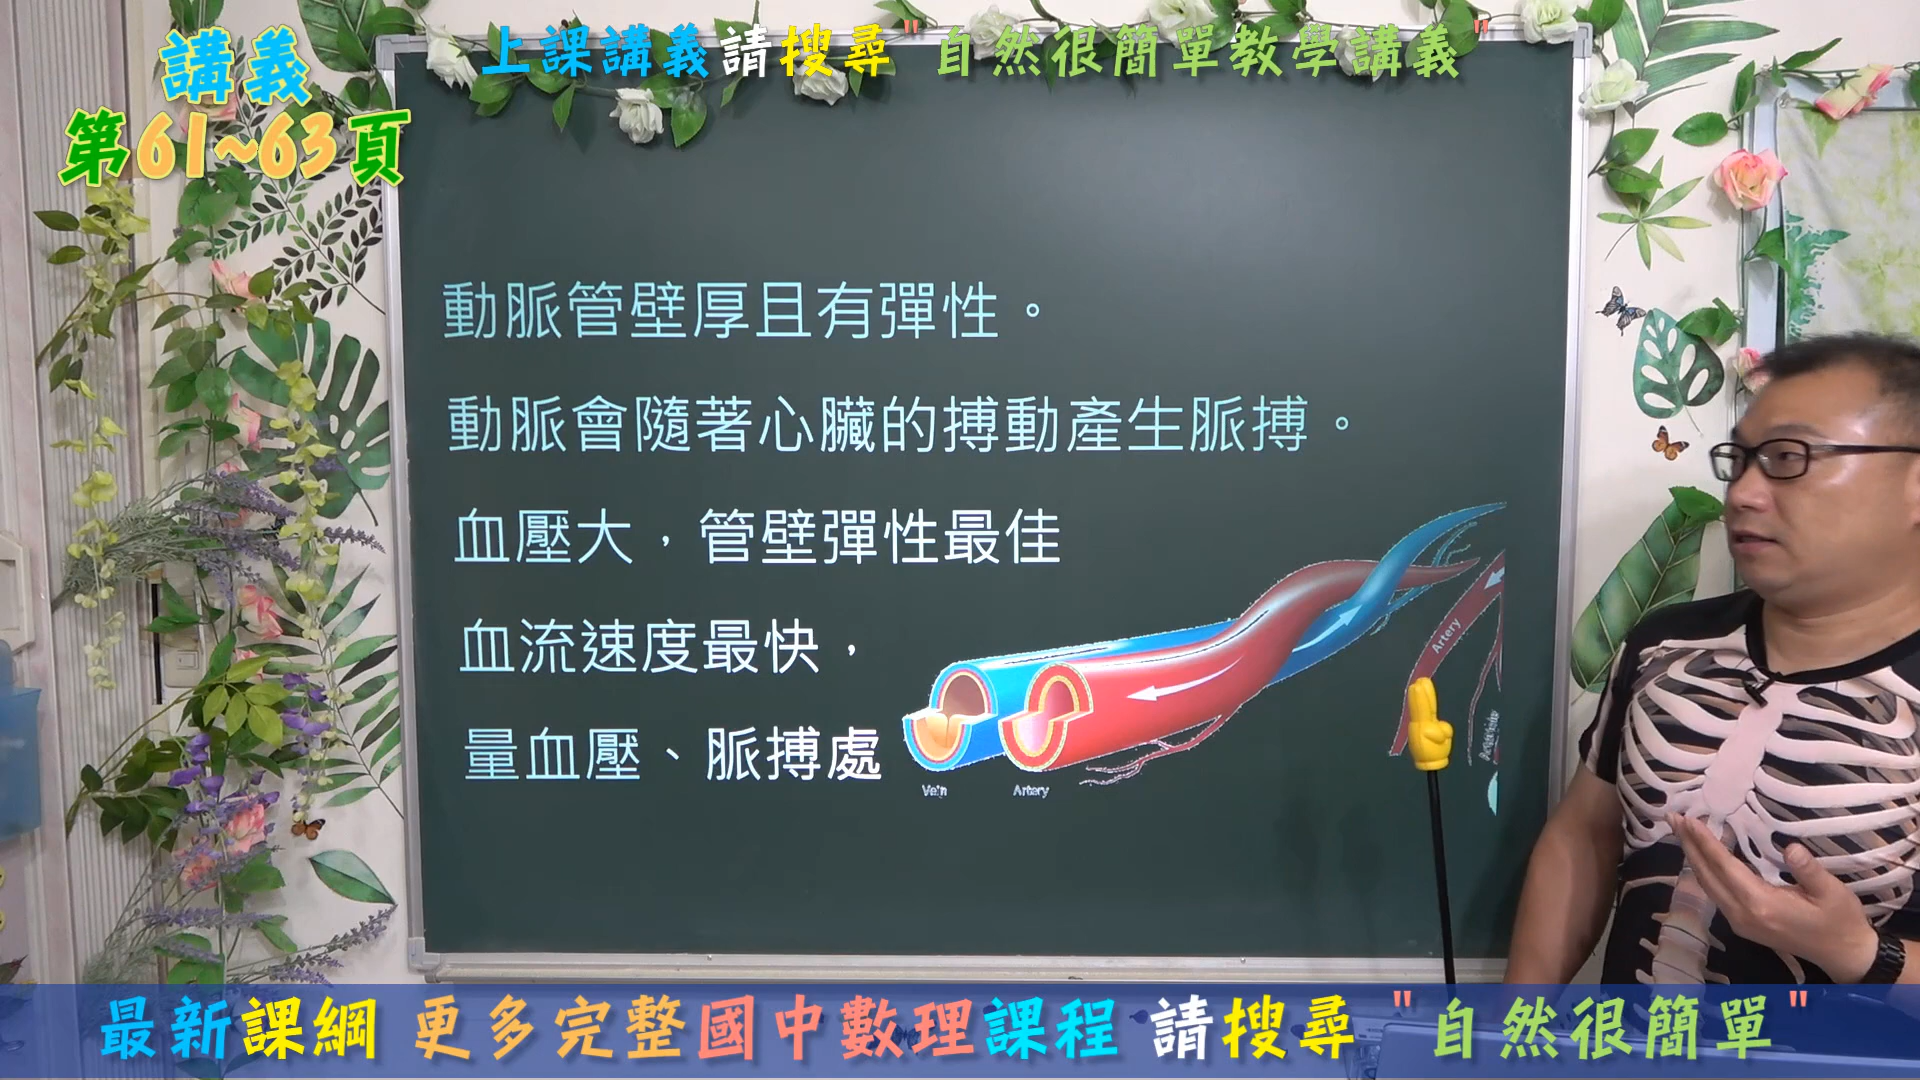 上課講義請搜尋"自然很簡單教學講義"
講義
第61~63頁
動脈管壁厚且有彈性。
動脈會隨著心臟的搏動產生脈搏。
血壓大，管壁彈性最佳
血流速度最快，
量血壓、脈搏處
Vein
Artery
Artery
最新課綱 更多完整國中數理課程 請搜尋"自然很簡單"